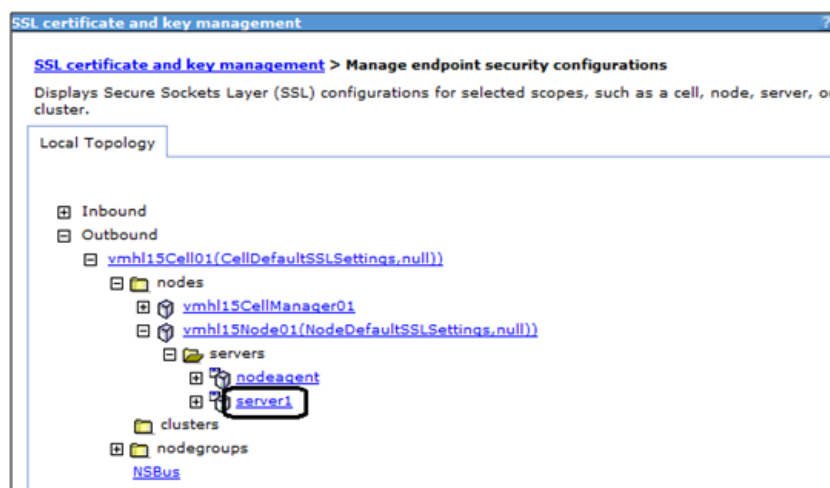 SSL certificate and key management ?
SSL certificate and key management > Manage endpoint security configurations
Displays Secure Sockets Layer (SSL) configurations for selected scopes, such as a cell, node, server, or
cluster.
Local Topology
Inbound
Outbound
vmhl15Cell01(CellDefaultSSLSettings,null))
nodes
vmhl15CellManager01
vmhl15Node01(NodeDefaultSSLSettings,null))
servers
nodeagent
server1
clusters
nodegroups
NSBus